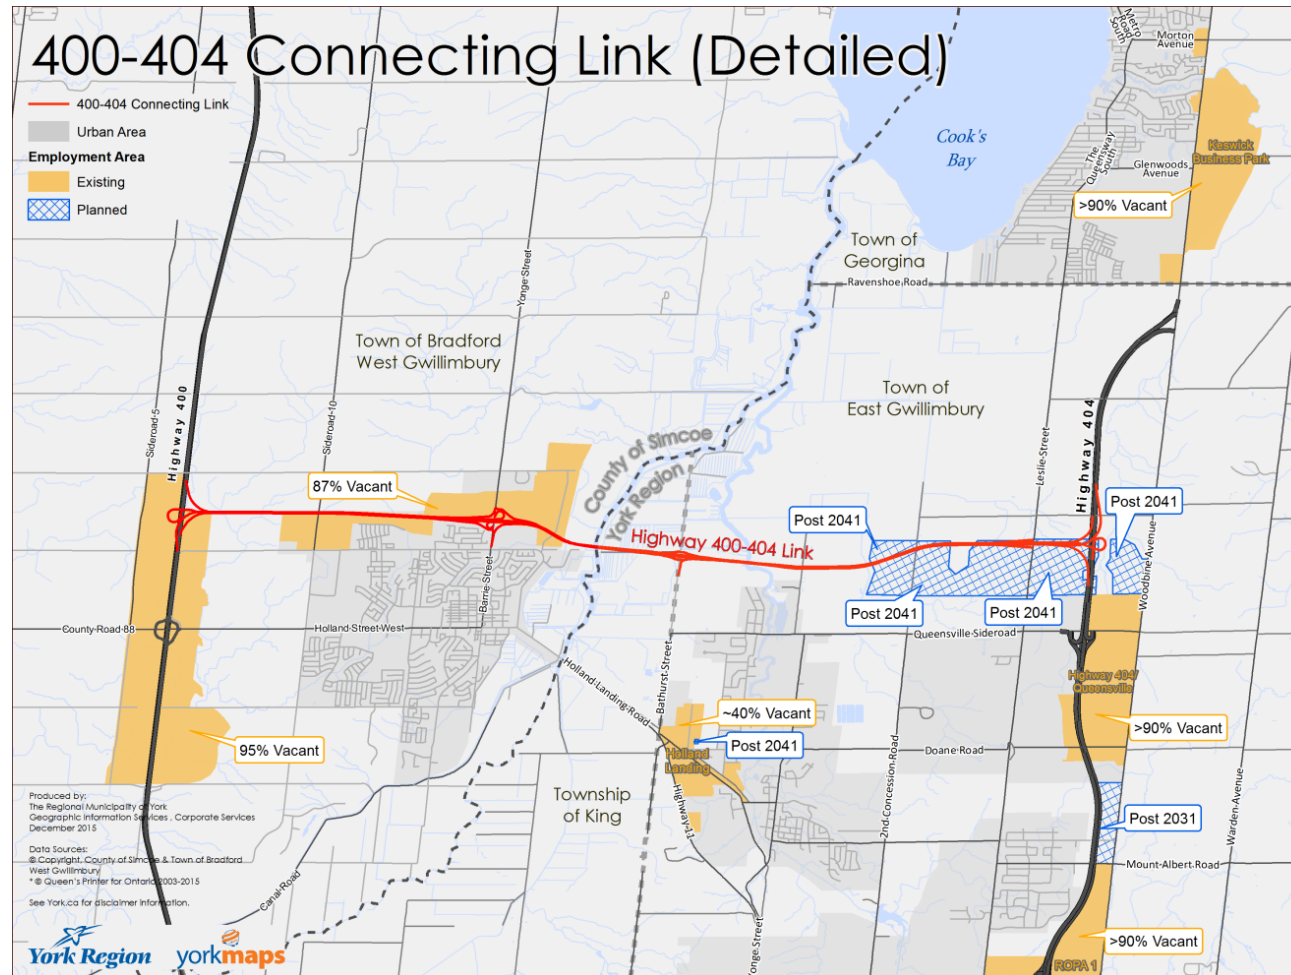 400-404 Connecting Link (Detailed)
400-404 Connecting Link
Urban Area
Employment Area
Existing
Planned
Metro
Road
South
Morton
Avenue
Cook's
Bay
The
Queensway
South
Glenwoods
Avenue
Keswick
Business Park
>90% Vacant
Town of
Georgina
Ravenshoe Road
Yonge Street
Town of Bradford
West Gwillimbury
Town of
East Gwillimbury
Sideroad 5
Highway 400
Sideroad 10
Leslie Street
Highway 404
County of Simcoe
York Region
87% Vacant
Post 2041
Post 2041
Highway 400-404 Link
Woodbine Avenue
Barrie Street
Post 2041
Post 2041
County Road 88
Holland Street West
Queensville Sideroad
Holland Landing Road
Bathurst Street
Highway 404/
Queensville
~40% Vacant
>90% Vacant
95% Vacant
Post 2041
Holland
Landing
Doane Road
2nd Concession Road
Warden Avenue
Township
of King
Highway 11
Post 2031
Mount Albert Road
Canal Road
Yonge Street
>90% Vacant
ROPA 1
Produced by:
The Regional Municipality of York
Geographic Information Services , Corporate Services
December 2015
Data Sources:
© Copyright, County of Simcoe & Town of Bradford
West Gwillimbury
* © Queen's Printer for Ontario 2003-2015
See York.ca for disclaimer information.
York Region
yorkmaps